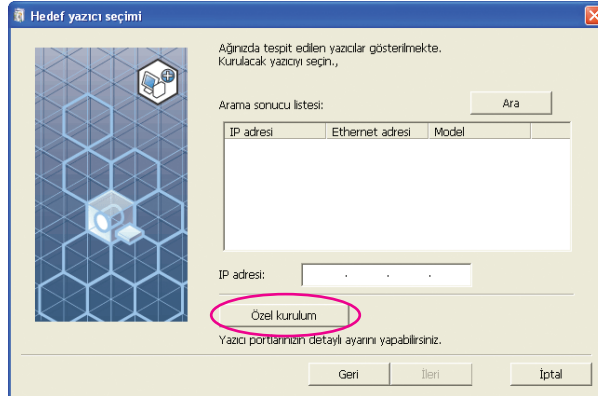 Hedef yazıcı seçimi
Ağınızda tespit edilen yazıcılar gösterilmekte.
Kurulacak yazıcıyı seçin.,
Arama sonucu listesi:
Ara
IP adresi Ethernet adresi Model
IP adresi:
Özel kurulum
Yazıcı portlarınızın detaylı ayarını yapabilirsiniz.
Geri İleri İptal